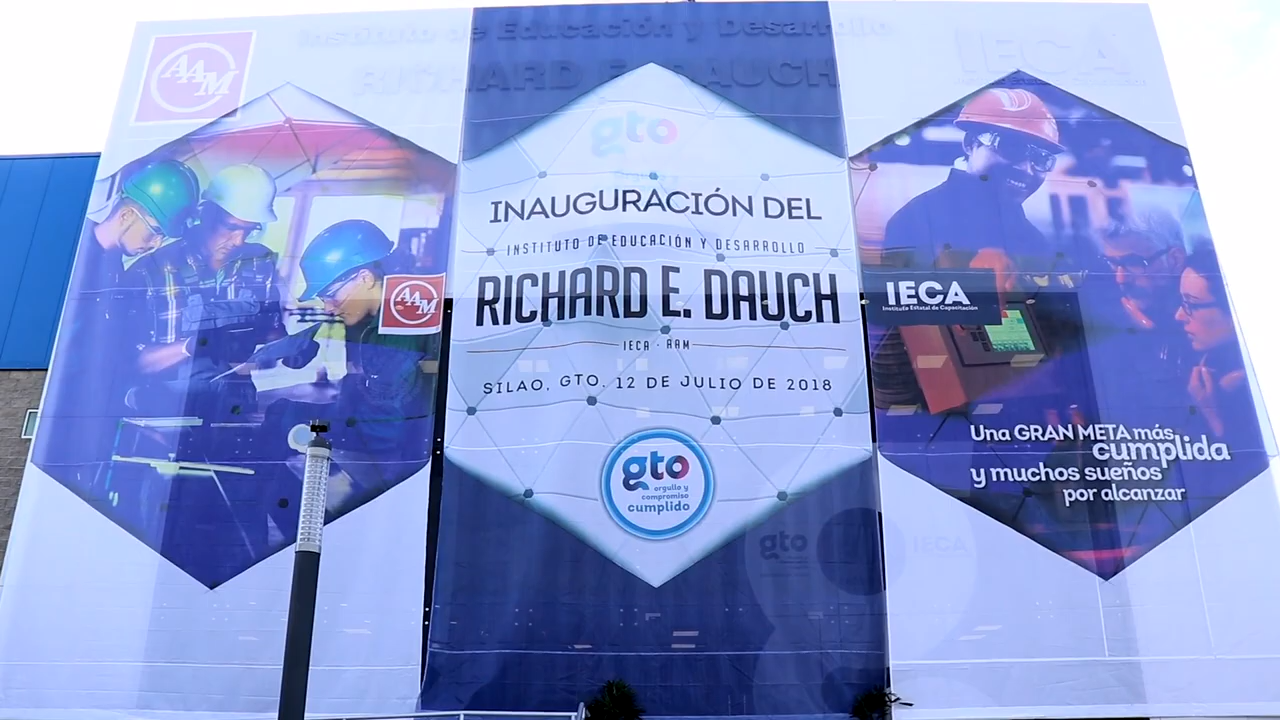 Instituto de Educación y Desarrollo
RICHARD E. DAUCH
IECA
AAM
gto
INAUGURACIÓN DEL
INSTITUTO DE EDUCACIÓN Y DESARROLLO
RICHARD E. DAUCH
IECA · AAM
SILAO, GTO, 12 DE JULIO DE 2018
AAM
IECA
Instituto Estatal de Capacitación
gto
orgullo y
compromiso
cumplido
Una GRAN META más
cumplida
y muchos sueños
por alcanzar
gto
IECA